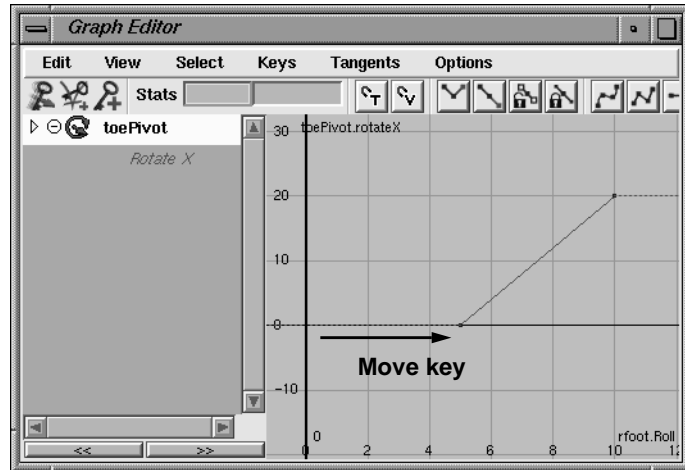 Graph Editor
Edit View Select Keys Tangents Options
Stats
toePivot
Rotate X
toePivot.rotateX
30
20
10
0
-10
Move key
0
rfoot.Roll
0 2 4 6 8 10 12
<< >>